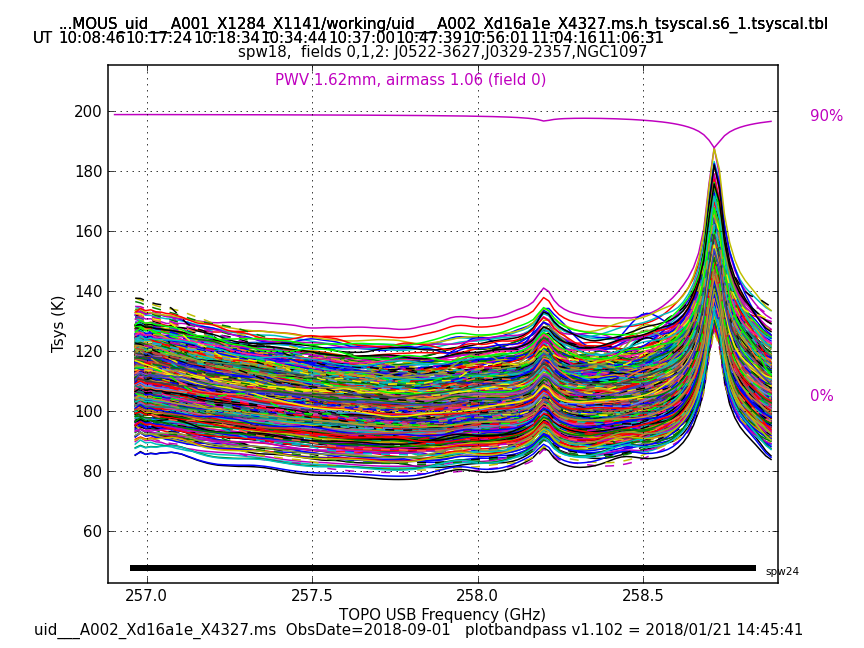 ...MOUS_uid___A001_X1284_X1141/working/uid___A002_Xd16a1e_X4327.ms.h_tsyscal.s6_1.tsyscal.tbl
UT 10:08:46 10:17:24 10:18:34 10:34:44 10:37:00 10:47:39 10:56:01 11:04:16 11:06:31
spw18, fields 0,1,2: J0522-3627,J0329-2357,NGC1097
PWV 1.62mm, airmass 1.06 (field 0)
90%
0%
200
180
160
140
120
100
80
60
Tsys (K)
spw24
257.0 257.5 258.0 258.5
TOPO USB Frequency (GHz)
uid___A002_Xd16a1e_X4327.ms ObsDate=2018-09-01 plotbandpass v1.102 = 2018/01/21 14:45:41